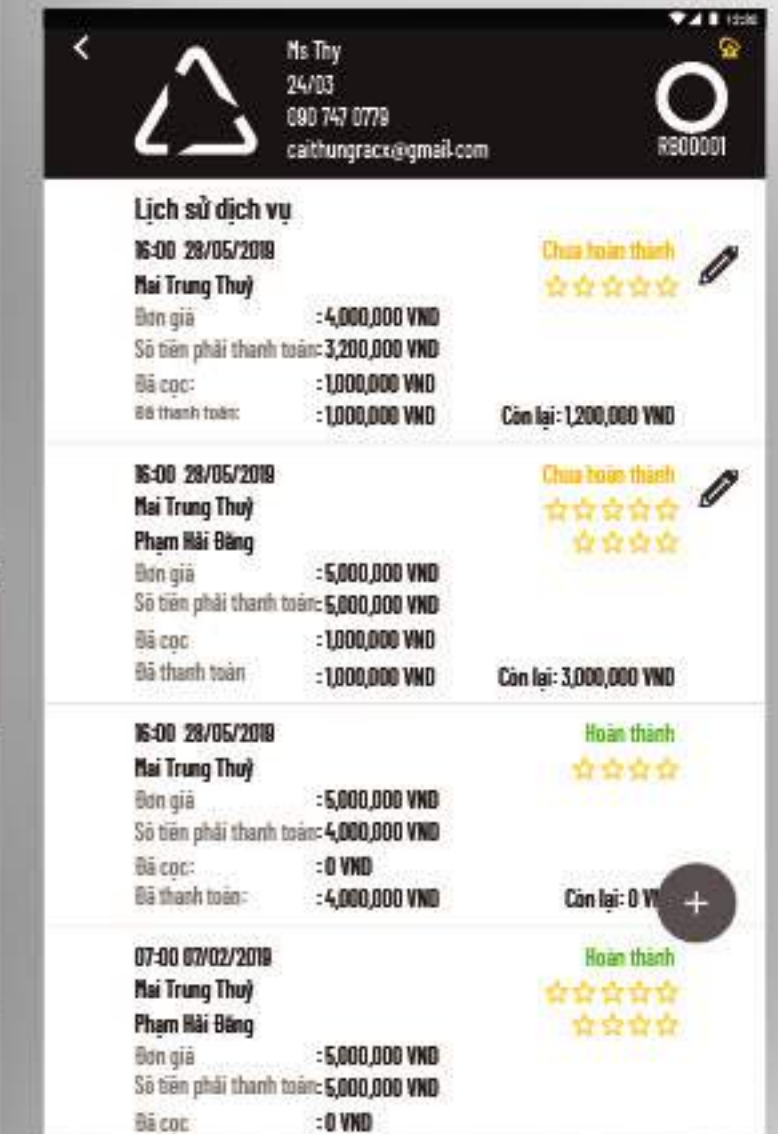 12:30
Ms Thy
24/03
090 747 0779
caithungracx@gmail.com
RB00001
Lịch sử dịch vụ
16:00 28/05/2019
Chưa hoàn thành
Mai Trung Thuỷ
Đơn giá : 4,000,000 VND
Số tiền phải thanh toán: 3,200,000 VND
Đã cọc: : 1,000,000 VND
Đã thanh toán: : 1,000,000 VND Còn lại: 1,200,000 VND
16:00 28/05/2019
Chưa hoàn thành
Mai Trung Thuỷ
Phạm Hải Đăng
Đơn giá : 5,000,000 VND
Số tiền phải thanh toán: 5,000,000 VND
Đã cọc : 1,000,000 VND
Đã thanh toán : 1,000,000 VND Còn lại: 3,000,000 VND
16:00 28/05/2019
Hoàn thành
Mai Trung Thuỷ
Đơn giá : 5,000,000 VND
Số tiền phải thanh toán: 4,000,000 VND
Đã cọc: : 0 VND
Đã thanh toán: : 4,000,000 VND Còn lại: 0
07:00 07/02/2019
Hoàn thành
Mai Trung Thuỷ
Phạm Hải Đăng
Đơn giá : 5,000,000 VND
Số tiền phải thanh toán: 5,000,000 VND
Đã cọc : 0 VND